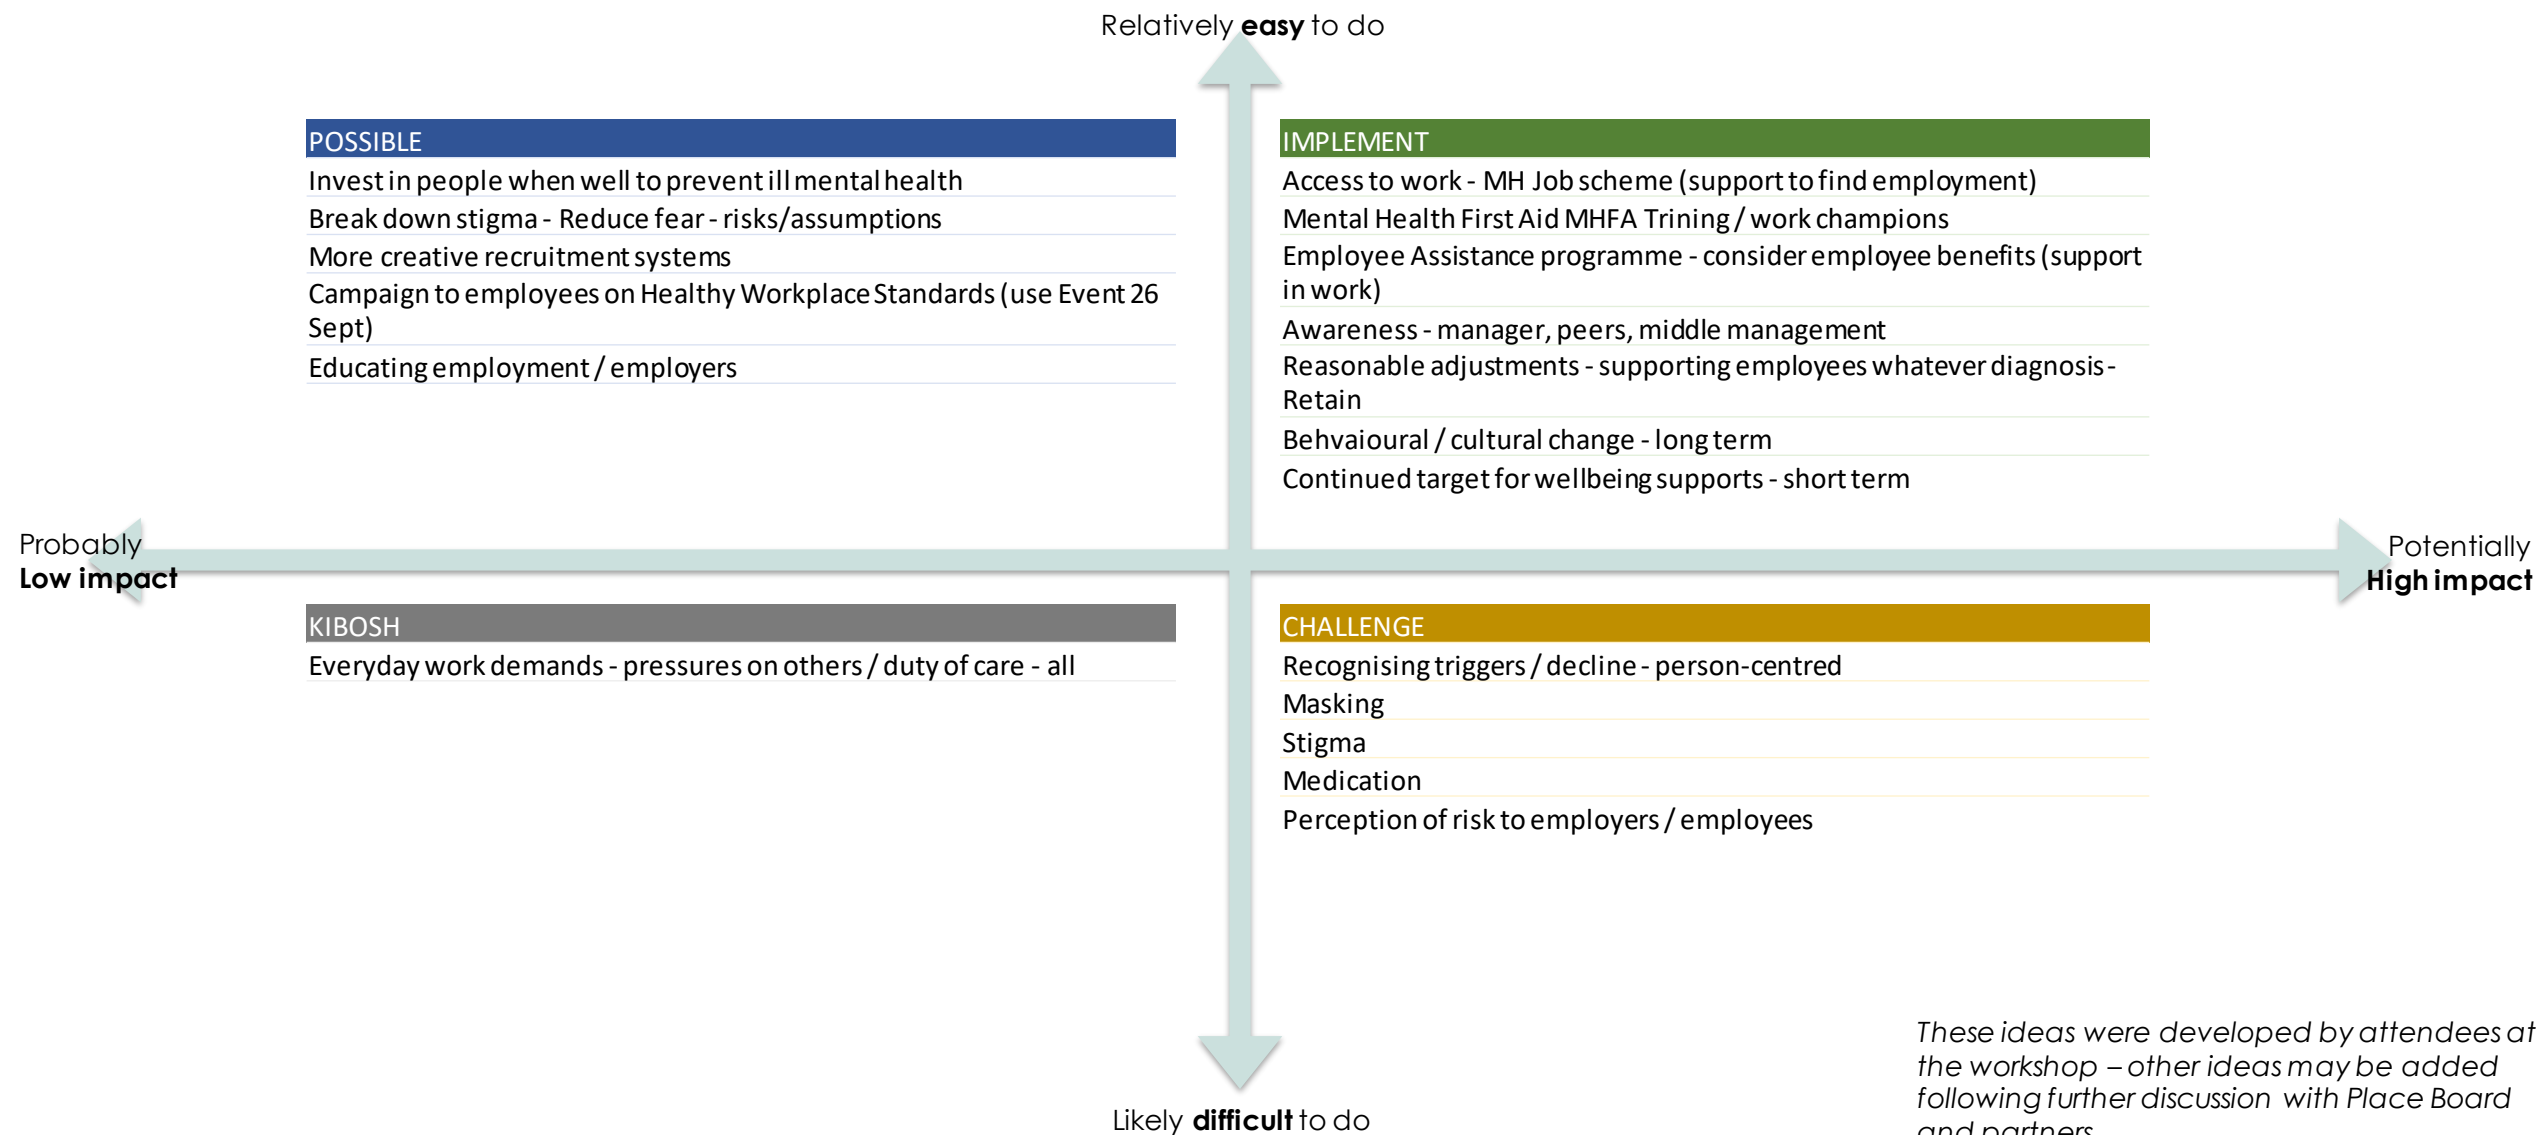 Relatively easy to do
POSSIBLE
Invest in people when well to prevent ill mental health
Break down stigma - Reduce fear - risks/assumptions
More creative recruitment systems
Campaign to employees on Healthy Workplace Standards (use Event 26
Sept)
Educating employment / employers
IMPLEMENT
Access to work - MH Job scheme (support to find employment)
Mental Health First Aid MHFA Trining / work champions
Employee Assistance programme - consider employee benefits (support
in work)
Awareness - manager, peers, middle management
Reasonable adjustments - supporting employees whatever diagnosis-
Retain
Behvaioural / cultural change - long term
Continued target for wellbeing supports - short term
Probably
Low impact
Potentially
High impact
KIBOSH
Everyday work demands - pressures on others / duty of care - all
CHALLENGE
Recognising triggers / decline - person-centred
Masking
Stigma
Medication
Perception of risk to employers / employees
These ideas were developed by attendees at
the workshop – other ideas may be added
following further discussion with Place Board
and partners
Likely difficult to do